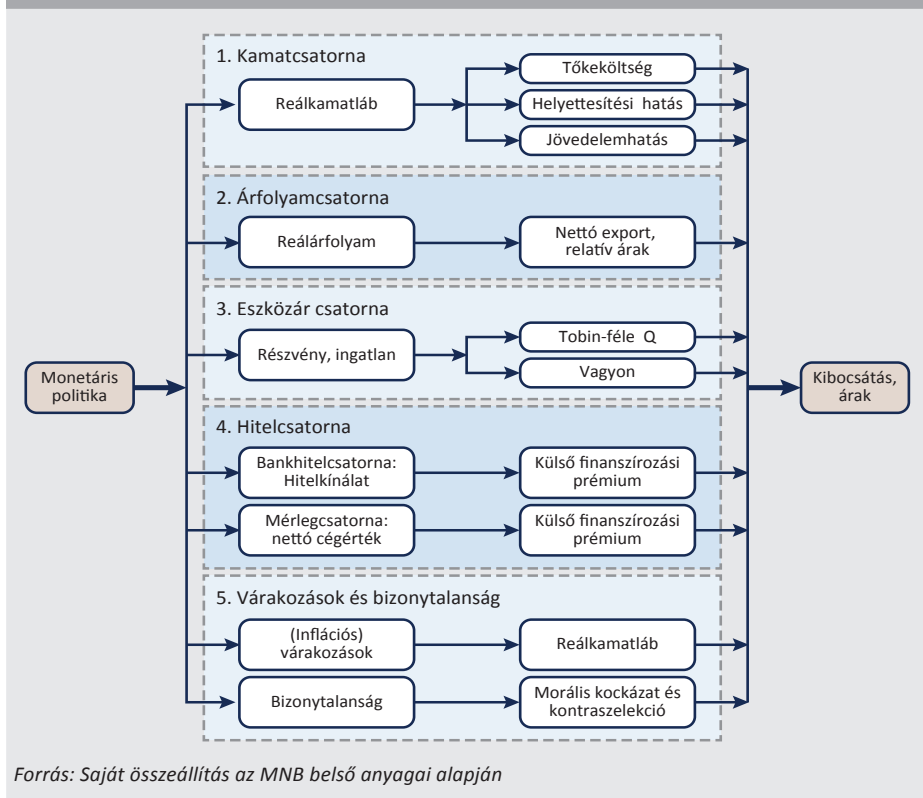 1. Kamatcsatorna
Reálkamatláb
Tőkeköltség
Helyettesítési hatás
Jövedelemhatás
2. Árfolyamcsatorna
Reálárfolyam
Nettó export,
relatív árak
3. Eszközár csatorna
Részvény, ingatlan
Tobin-féle Q
Vagyon
Monetáris
politika
Kibocsátás,
árak
4. Hitelcsatorna
Bankhitelcsatorna:
Hitelkínálat
Külső finanszírozási
prémium
Mérlegcsatorna:
nettó cégérték
Külső finanszírozási
prémium
5. Várakozások és bizonytalanság
(Inflációs)
várakozások
Reálkamatláb
Bizonytalanság
Morális kockázat és
kontraszelekció
Forrás: Saját összeállítás az MNB belső anyagai alapján